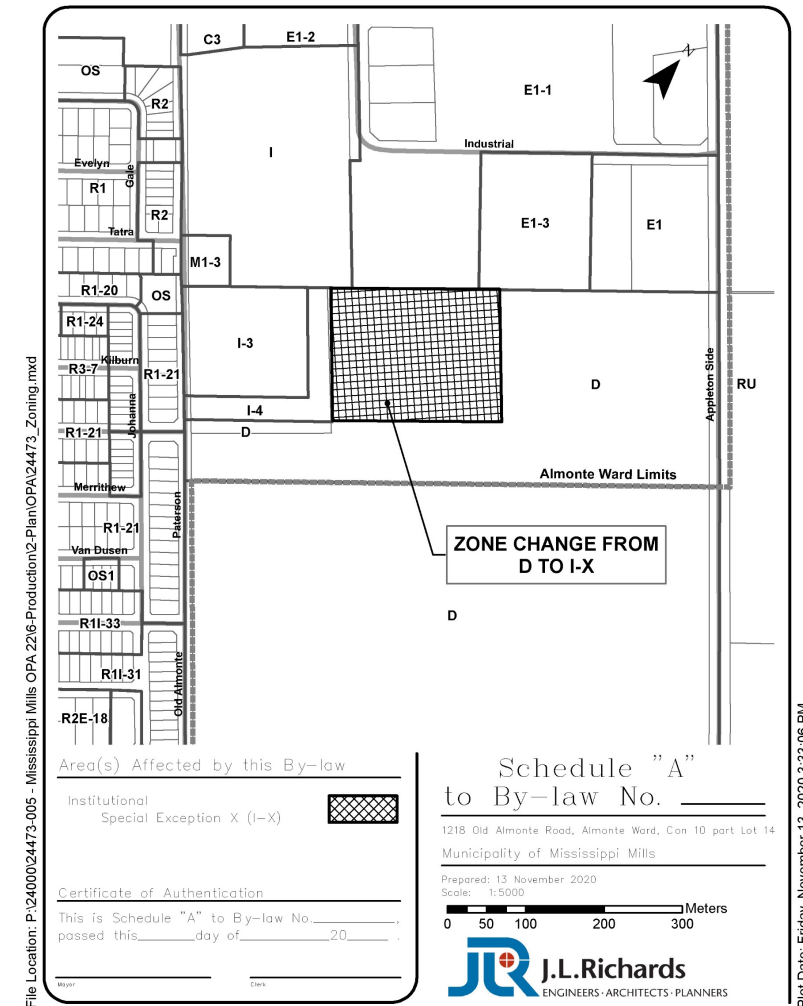 C3
E1-2
OS
R2
E1-1
N
Industrial
I
Evelyn
Gale
R1
R2
E1-3
E1
Tatra
M1-3
R1-20
OS
R1-24
I-3
Kilburn
R3-7
R1-21
D
Appleton Side
RU
Johanna
I-4
R1-21
D
Almonte Ward Limits
Merrithew
Paterson
R1-21
ZONE CHANGE FROM
D TO I-X
Van Dusen
OS1
D
R1I-33
R1I-31
Old Almonte
R2E-18
Area(s) Affected by this By-law
Institutional
Special Exception X (I-X)
Certificate of Authentication
This is Schedule "A" to By-law No.____________,
passed this_______day of_________20____ .
Mayor
Clerk
Schedule "A"
to By-law No. ______
1218 Old Almonte Road, Almonte Ward, Con 10 part Lot 14
Municipality of Mississippi Mills
Prepared: 13 November 2020
Scale: 1:5000
Meters
0 50 100 200 300
JLR
J.L.Richards
ENGINEERS · ARCHITECTS · PLANNERS
File Location: P:\24000\24473-005 - Mississippi Mills OPA 22\6-Production\2-Plan\OPA\24473_Zoning.mxd
Plot Date: Friday, November 13, 2020 3:33:06 PM